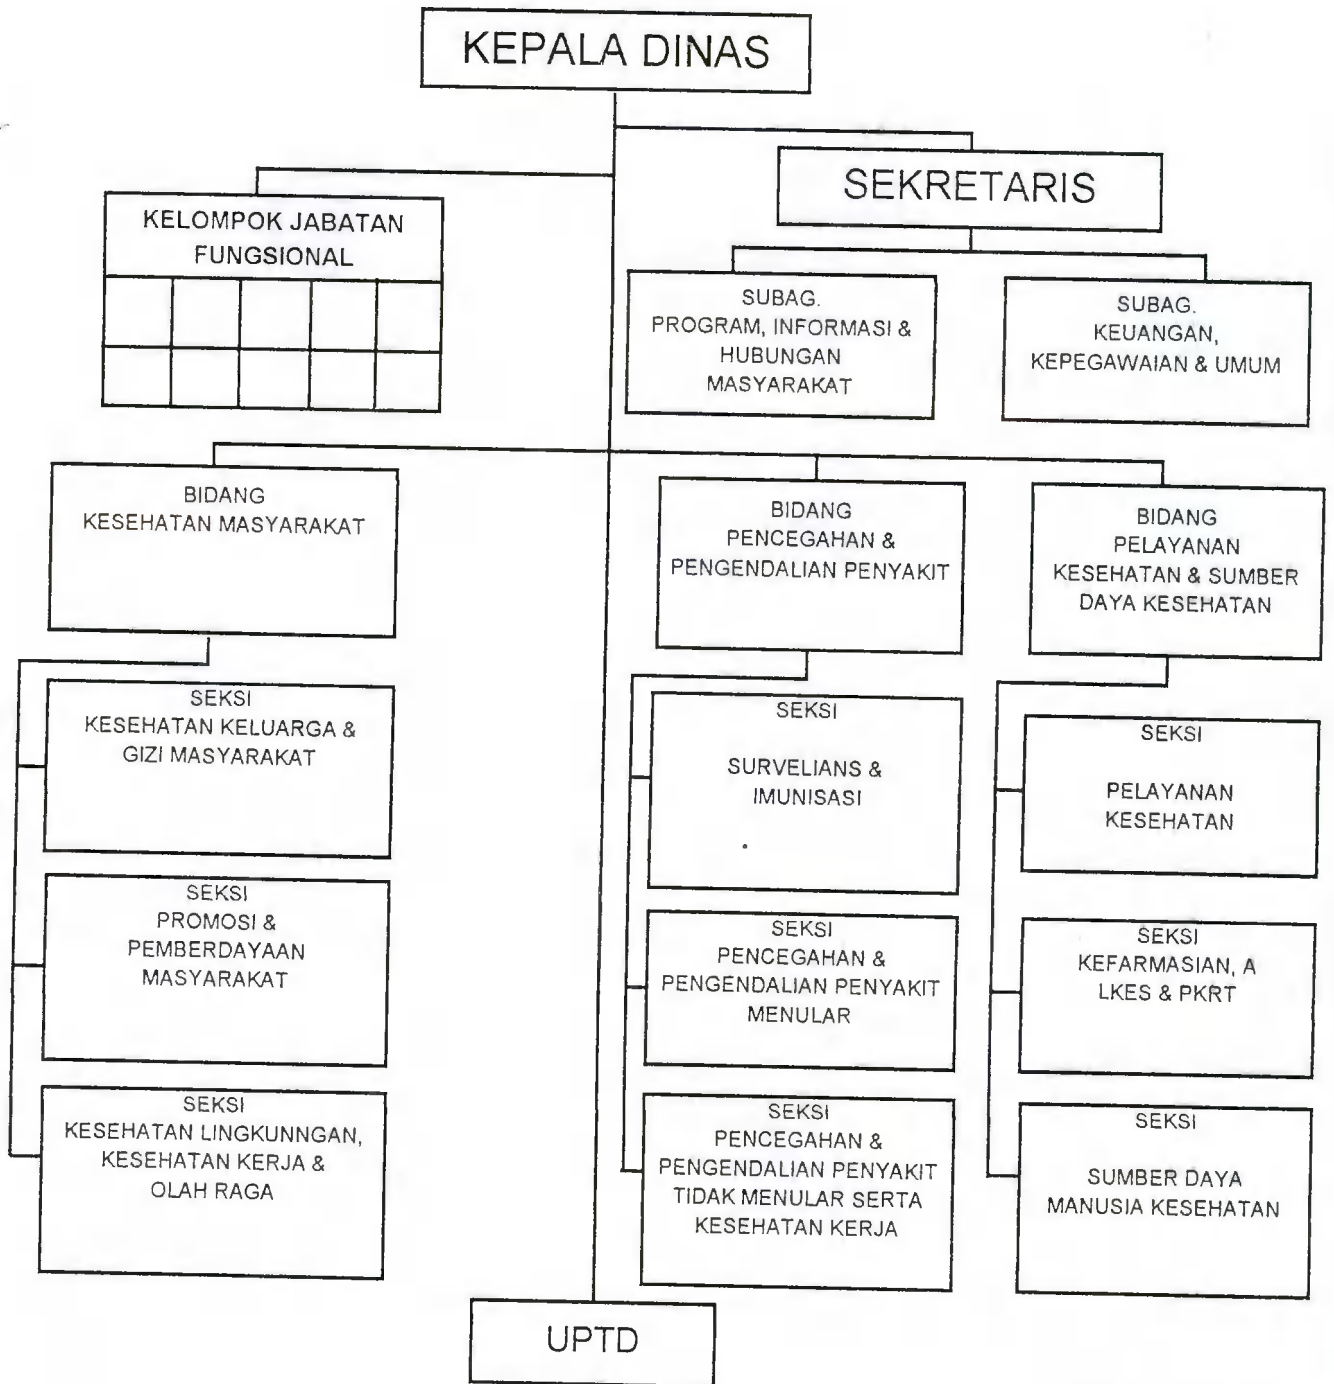 KEPALA DINAS
SEKRETARIS
KELOMPOK JABATAN
FUNGSIONAL
SUBAG.
PROGRAM, INFORMASI &
HUBUNGAN
MASYARAKAT
SUBAG.
KEUANGAN,
KEPEGAWAIAN & UMUM
BIDANG
KESEHATAN MASYARAKAT
BIDANG
PENCEGAHAN &
PENGENDALIAN PENYAKIT
BIDANG
PELAYANAN
KESEHATAN & SUMBER
DAYA KESEHATAN
SEKSI
KESEHATAN KELUARGA &
GIZI MASYARAKAT
SEKSI
SURVELIANS &
IMUNISASI
SEKSI
PELAYANAN
KESEHATAN
SEKSI
PROMOSI &
PEMBERDAYAAN
MASYARAKAT
SEKSI
PENCEGAHAN &
PENGENDALIAN PENYAKIT
MENULAR
SEKSI
KEFARMASIAN, A
LKES & PKRT
SEKSI
KESEHATAN LINGKUNNGAN,
KESEHATAN KERJA &
OLAH RAGA
SEKSI
PENCEGAHAN &
PENGENDALIAN PENYAKIT
TIDAK MENULAR SERTA
KESEHATAN KERJA
SEKSI
SUMBER DAYA
MANUSIA KESEHATAN
UPTD